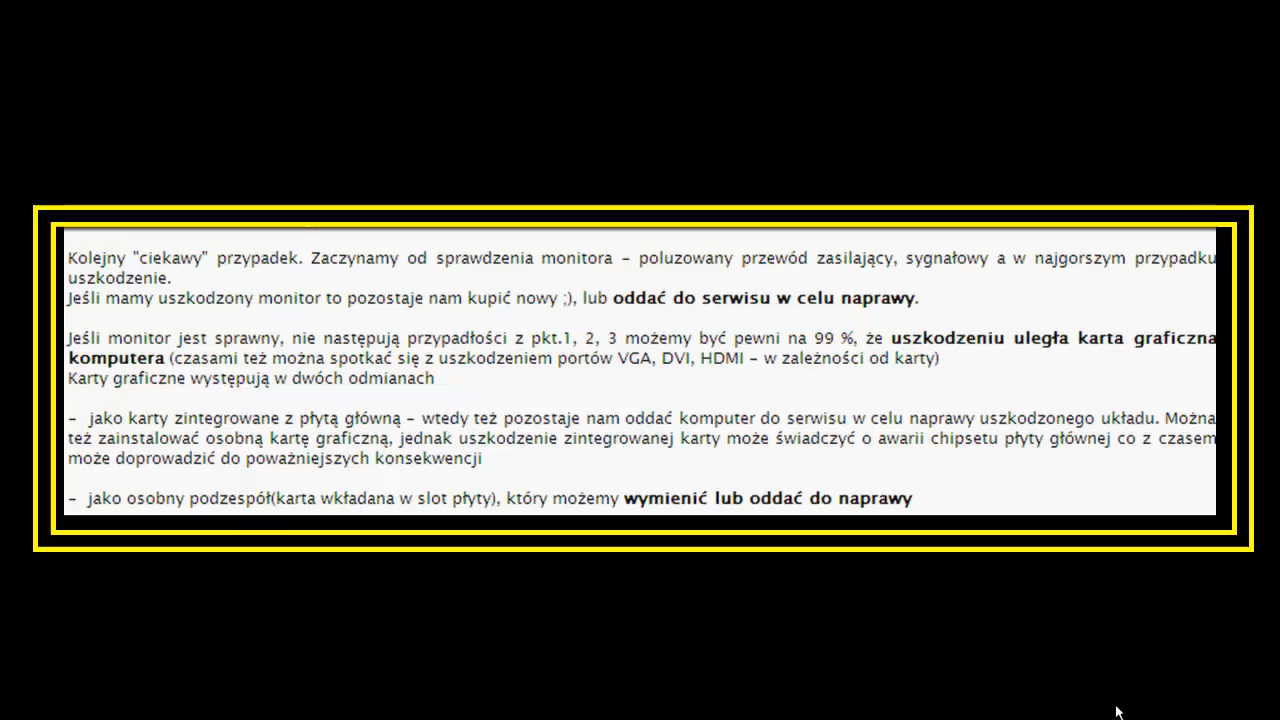 Kolejny "ciekawy" przypadek. Zaczynamy od sprawdzenia monitora – poluzowany przewód zasilający, sygnałowy a w najgorszym przypadku
uszkodzenie.
Jeśli mamy uszkodzony monitor to pozostaje nam kupić nowy ;), lub oddać do serwisu w celu naprawy.
Jeśli monitor jest sprawny, nie następują przypadłości z pkt.1, 2, 3 możemy być pewni na 99 %, że uszkodzeniu uległa karta graficzna
komputera (czasami też można spotkać się z uszkodzeniem portów VGA, DVI, HDMI – w zależności od karty)
Karty graficzne występują w dwóch odmianach
– jako karty zintegrowane z płytą główną – wtedy też pozostaje nam oddać komputer do serwisu w celu naprawy uszkodzonego układu. Można
też zainstalować osobną kartę graficzną, jednak uszkodzenie zintegrowanej karty może świadczyć o awarii chipsetu płyty głównej co z czasem
może doprowadzić do poważniejszych konsekwencji
– jako osobny podzespół(karta wkładana w slot płyty), który możemy wymienić lub oddać do naprawy